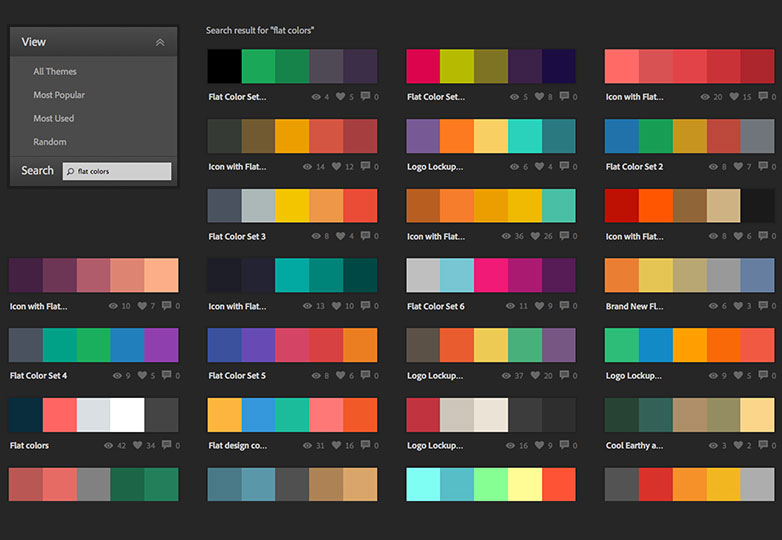 View
All Themes
Most Popular
Most Used
Random
Search flat colors
Search result for "flat colors"
Flat Color Set... 4 5 0
Flat Color Set... 5 8 0
Icon with Flat... 20 15 0
Icon with Flat... 14 12 0
Logo Lockup... 6 4 0
Flat Color Set 2 8 7 0
Flat Color Set 3 8 4 0
Icon with Flat... 36 26 0
Icon with Flat... 8 6 0
Icon with Flat... 10 7 0
Icon with Flat... 13 10 0
Flat Color Set 6 11 9 0
Brand New Fl... 6 3 0
Flat Color Set 4 9 5 0
Flat Color Set 5 8 6 0
Logo Lockup... 37 20 0
Logo Lockup... 9 5 0
Flat colors 42 34 0
Flat design co... 31 16 0
Logo Lockup... 16 9 0
Cool Earthy a... 3 2 0